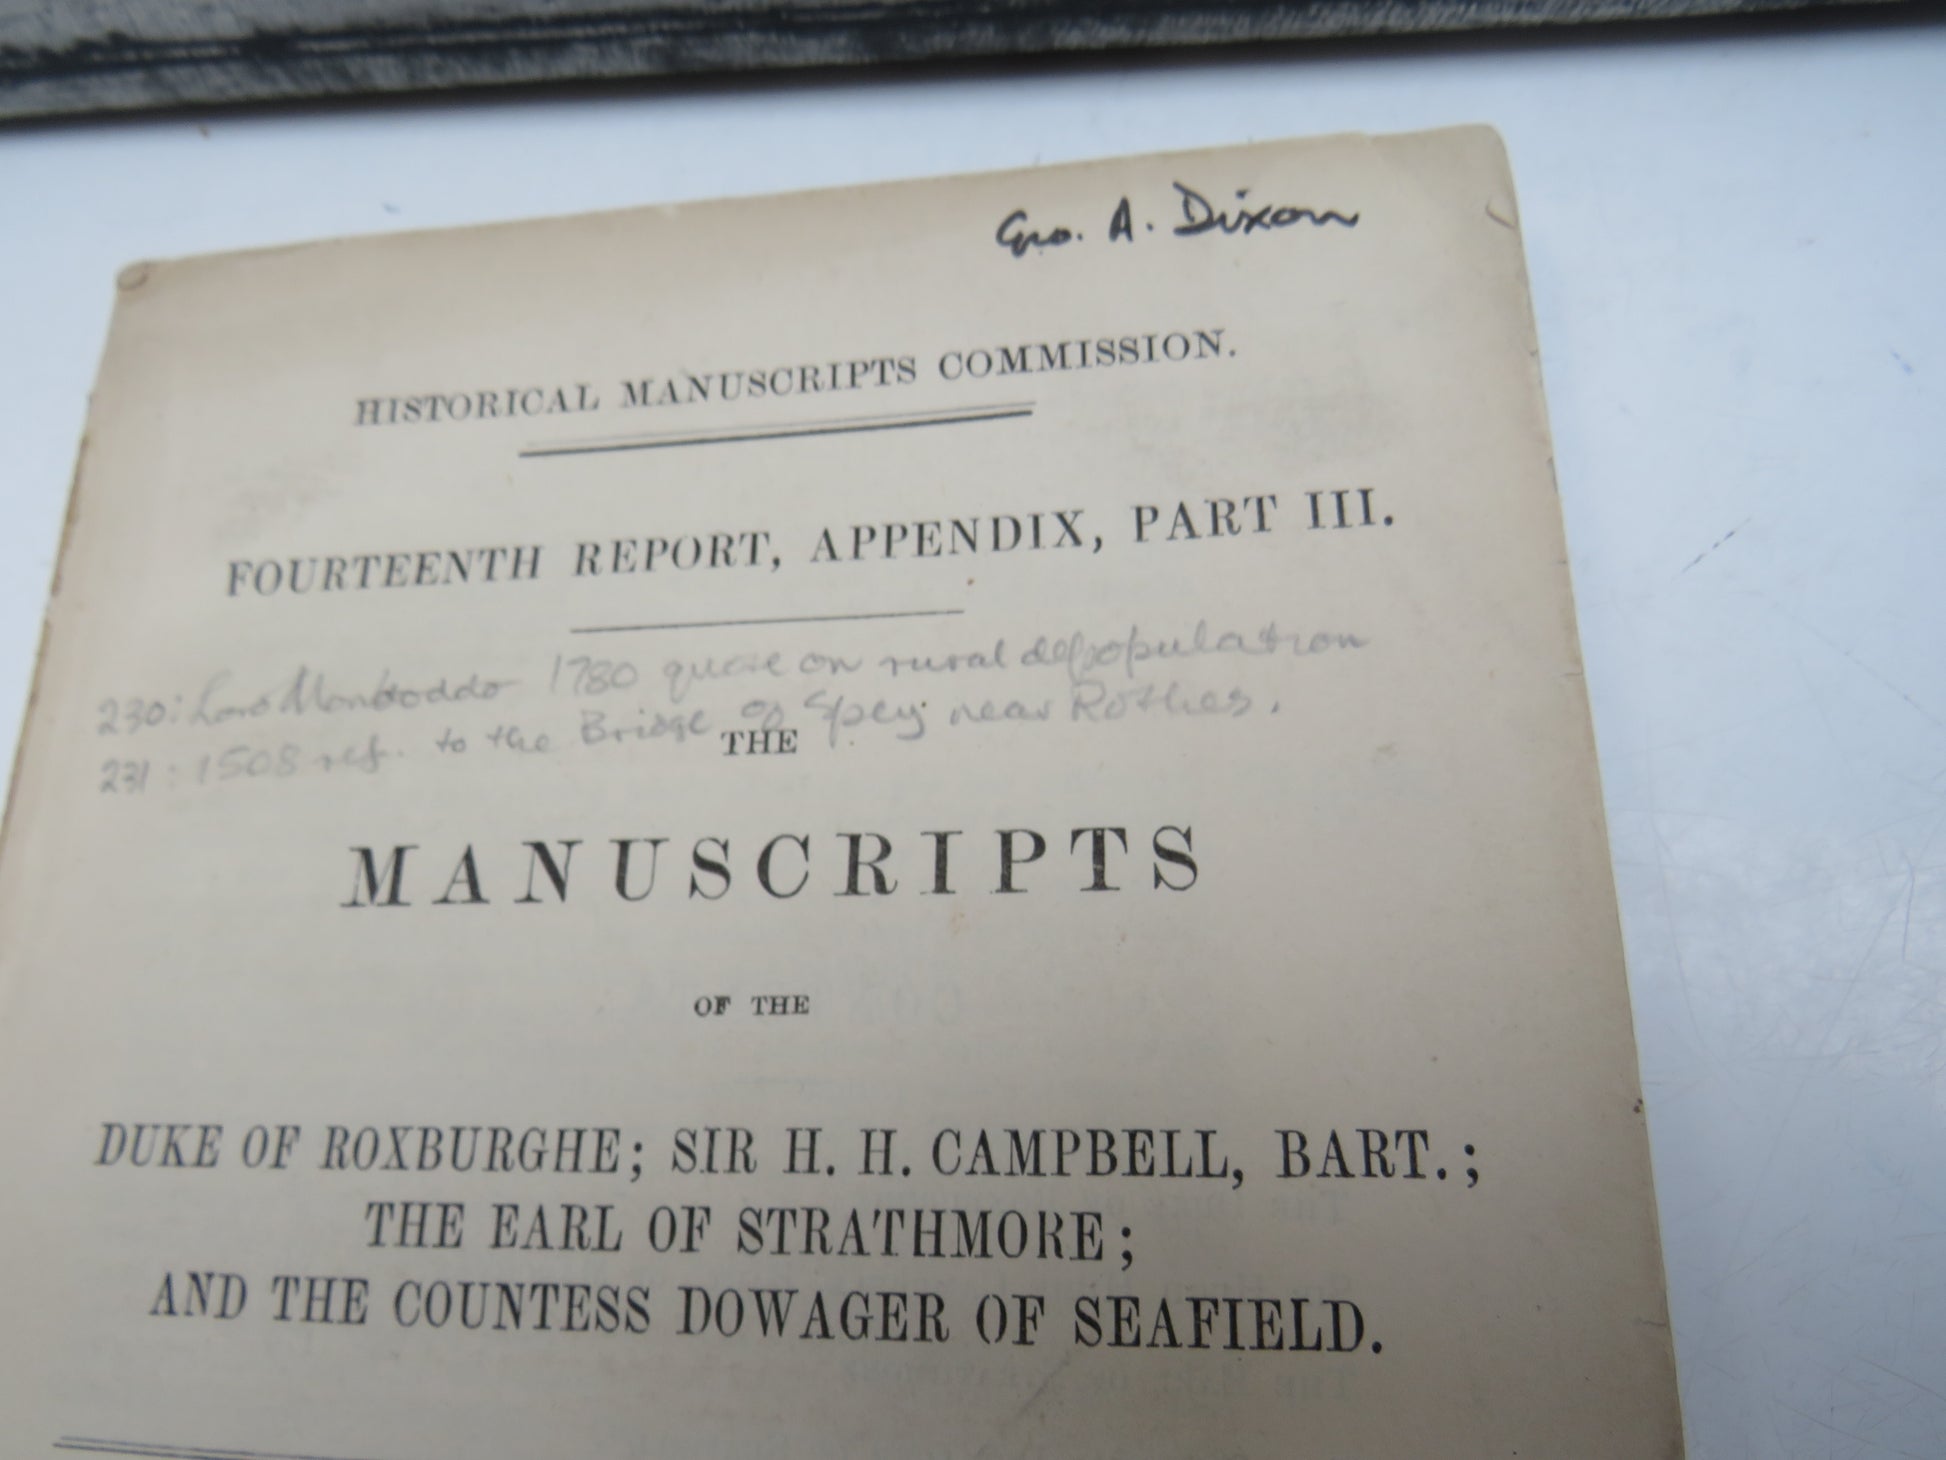 Geo. A. Dixon
HISTORICAL MANUSCRIPTS COMMISSION.
FOURTEENTH REPORT, APPENDIX, PART III.
230: Lord Monboddo 1780 quote on rural depopulation
231: 1508 ref. to the Bridge of Spey near Rothes.
THE
MANUSCRIPTS
OF THE
DUKE OF ROXBURGHE; SIR H. H. CAMPBELL, BART.;
THE EARL OF STRATHMORE;
AND THE COUNTESS DOWAGER OF SEAFIELD.